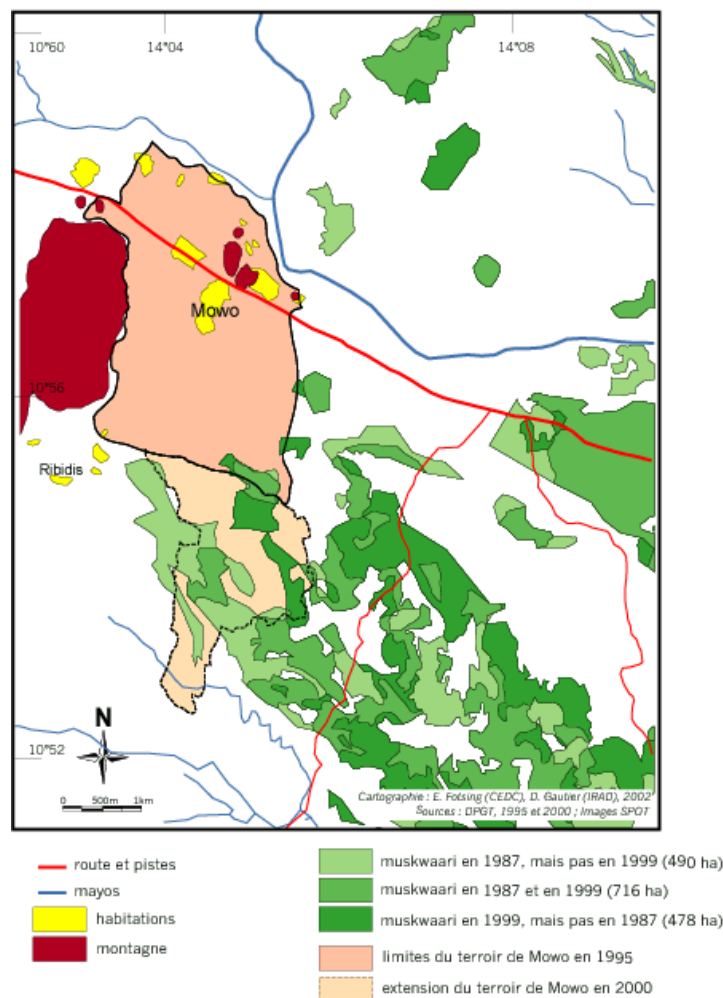 10°60
14°04
14°08
Mowo
10°56
Ribidis
N
10°52
0 500m 1km
Cartographie : E. Fotsing (CEDC), D. Gautier (IRAD), 2002
Sources : DPGT, 1995 et 2000 ; Images SPOT
route et pistes
mayos
habitations
montagne
muskwaari en 1987, mais pas en 1999 (490 ha)
muskwaari en 1987 et en 1999 (716 ha)
muskwaari en 1999, mais pas en 1987 (478 ha)
limites du terroir de Mowo en 1995
extension du terroir de Mowo en 2000